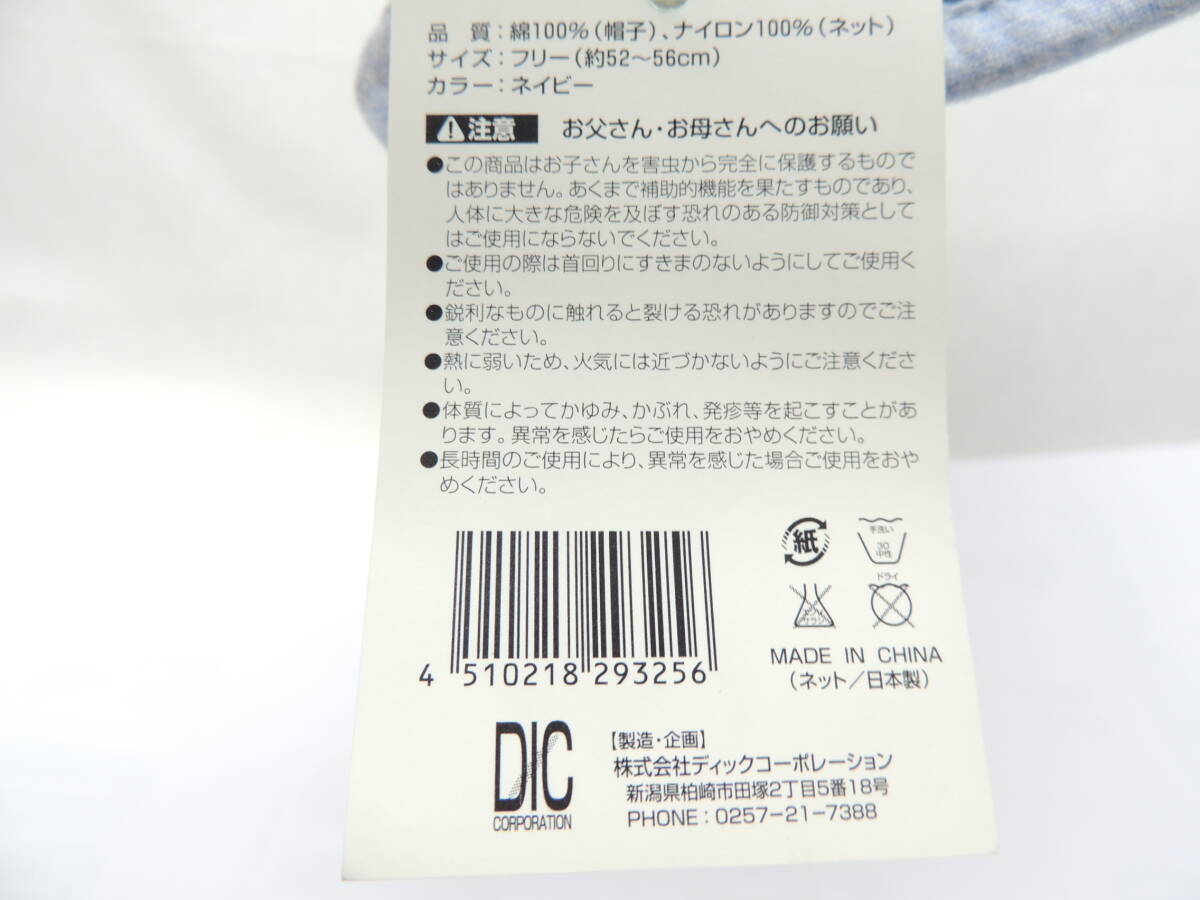 品　質：綿100%（帽子）、ナイロン100%（ネット）
サイズ：フリー（約52～56cm）
カラー：ネイビー
注意　お父さん・お母さんへのお願い
●この商品はお子さんを害虫から完全に保護するもので
はありません。あくまで補助的機能を果たすものであり、
人体に大きな危険を及ぼす恐れのある防御対策として
はご使用にならないでください。
●ご使用の際は首回りにすきまのないようにしてご使用く
ださい。
●鋭利なものに触れると裂ける恐れがありますのでご注
意ください。
●熱に弱いため、火気には近づかないようにご注意くださ
い。
●体質によってかゆみ、かぶれ、発疹等を起こすことがあ
ります。異常を感じたらご使用をおやめください。
●長時間のご使用により、異常を感じた場合ご使用をおや
めください。
紙
手洗い
30
中性
エンソ
サラシ
ドライ
MADE IN CHINA
（ネット／日本製）
4 510218 293256
DIC
CORPORATION
【製造・企画】
株式会社ディックコーポレーション
新潟県柏崎市田塚2丁目5番18号
PHONE：0257-21-7388